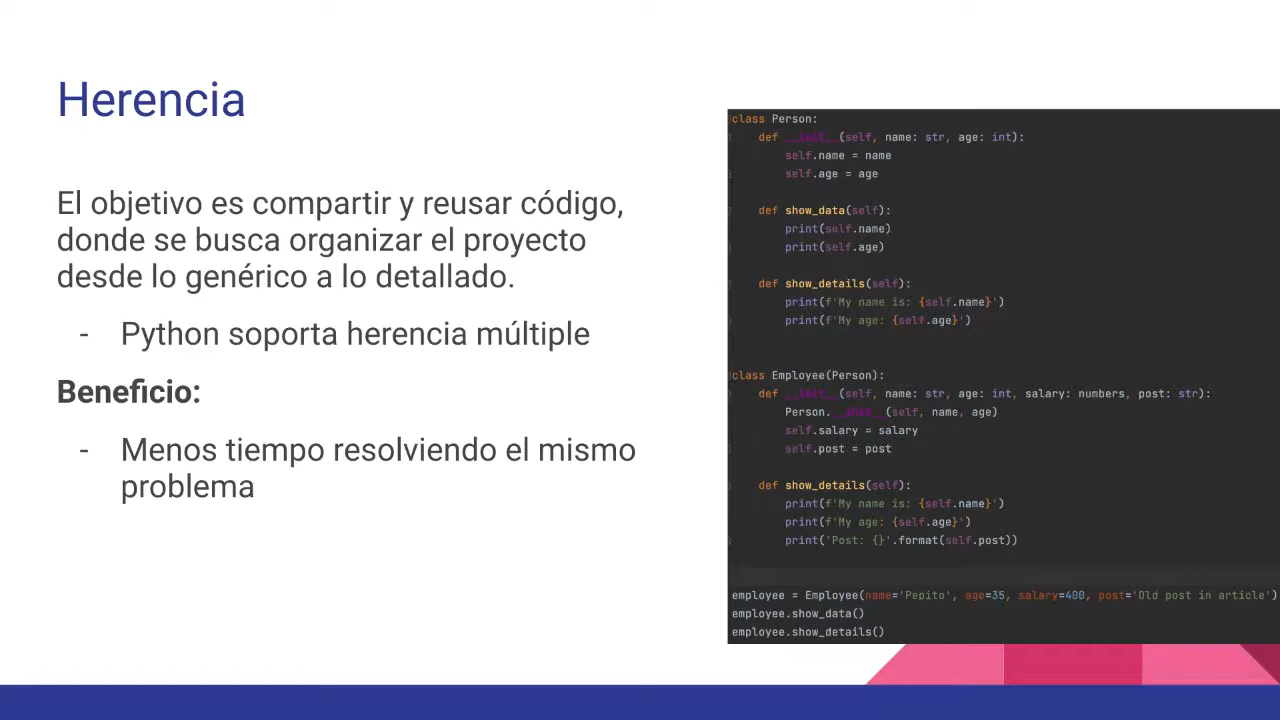 Herencia
El objetivo es compartir y reusar código,
donde se busca organizar el proyecto
desde lo genérico a lo detallado.
- Python soporta herencia múltiple
Beneficio:
- Menos tiempo resolviendo el mismo
problema
class Person:
def __init__(self, name: str, age: int):
self.name = name
self.age = age
def show_data(self):
print(self.name)
print(self.age)
def show_details(self):
print(f'My name is: {self.name}')
print(f'My age: {self.age}')
class Employee(Person):
def __init__(self, name: str, age: int, salary: numbers, post: str):
Person.__init__(self, name, age)
self.salary = salary
self.post = post
def show_details(self):
print(f'My name is: {self.name}')
print(f'My age: {self.age}')
print('Post: {}'.format(self.post))
employee = Employee(name='Pepito', age=35, salary=400, post='Old post in article')
employee.show_data()
employee.show_details()